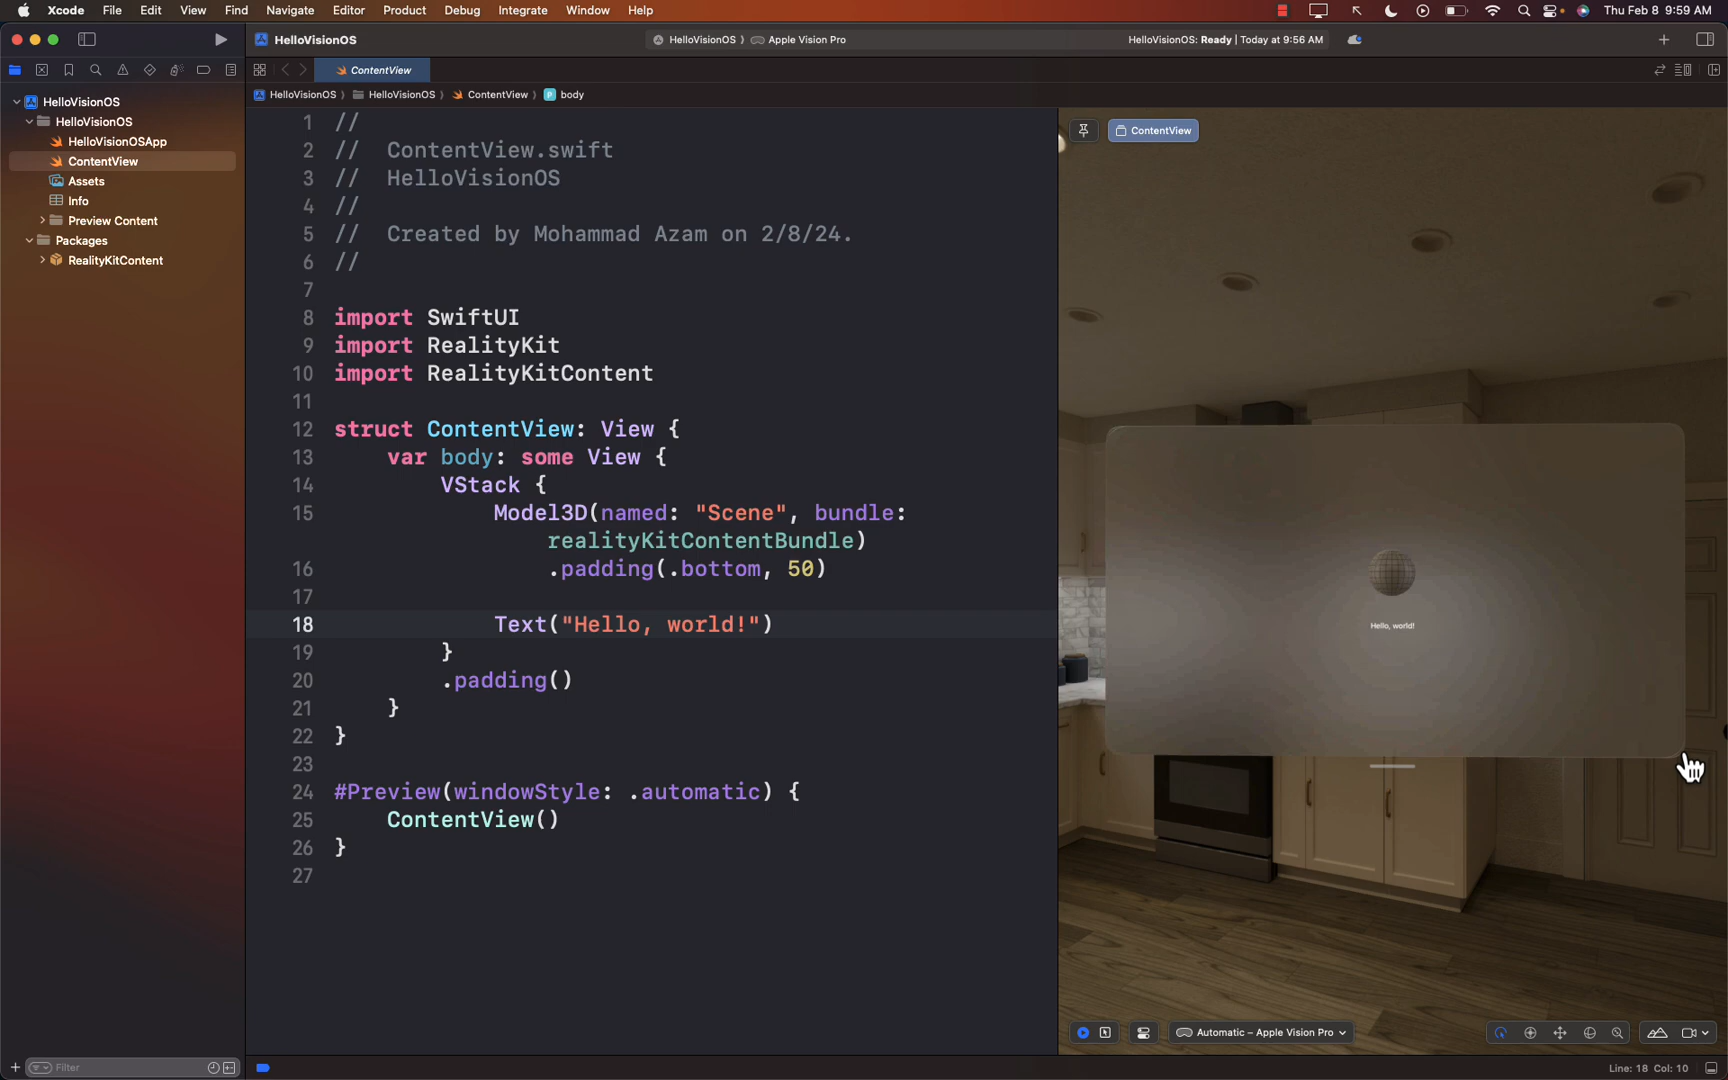 Xcode File Edit View Find Navigate Editor Product Debug Editor Integrate Window Help
Thu Feb 8 9:59 AM
HelloVisionOS
HelloVisionOS Apple Vision Pro
HelloVisionOS: Ready | Today at 9:56 AM
ContentView
HelloVisionOS HelloVisionOS ContentView body
HelloVisionOS
HelloVisionOS
HelloVisionOSApp
ContentView
Assets
Info
Preview Content
Packages
RealityKitContent
Filter
1 //
2 // ContentView.swift
3 // HelloVisionOS
4 //
5 // Created by Mohammad Azam on 2/8/24.
6 //
7
8 import SwiftUI
9 import RealityKit
10 import RealityKitContent
11
12 struct ContentView: View {
13 var body: some View {
14 VStack {
15 Model3D(named: "Scene", bundle:
realityKitContentBundle)
16 .padding(.bottom, 50)
17
18 Text("Hello, world!")
19 }
20 .padding()
21 }
22 }
23
24 #Preview(windowStyle: .automatic) {
25 ContentView()
26 }
27
ContentView
Hello, world!
Automatic – Apple Vision Pro
Line: 18 Col: 10